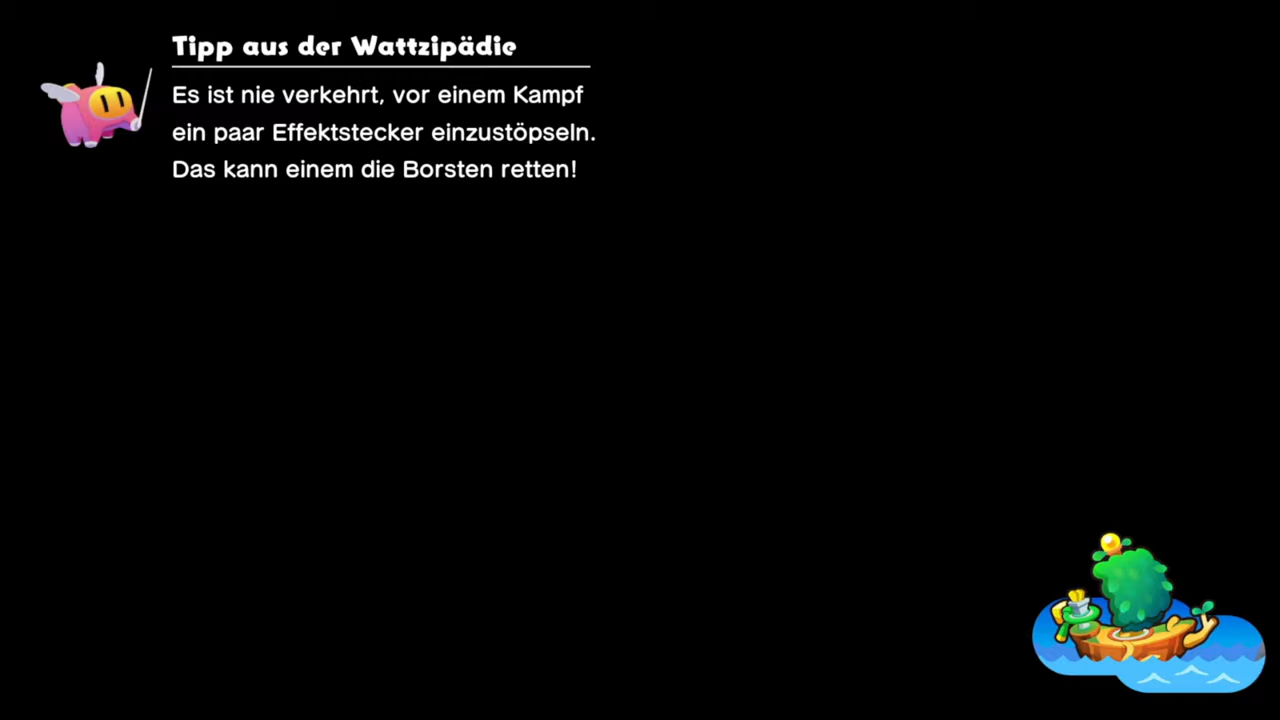 Tipp aus der Wattzipädie
Es ist nie verkehrt, vor einem Kampf
ein paar Effektstecker einzustöpseln.
Das kann einem die Borsten retten!